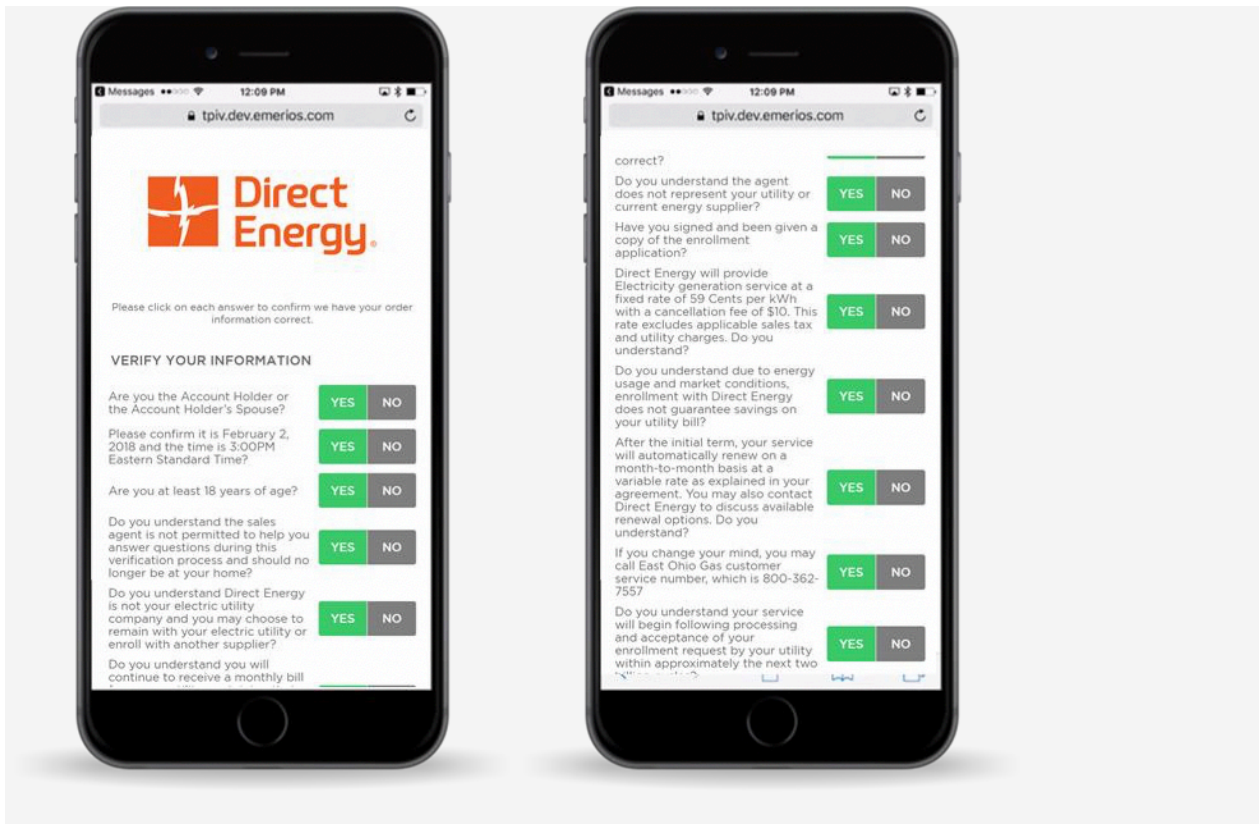 Messages 12:09 PM
tpiv.dev.emerios.com
Direct
Energy®
Please click on each answer to confirm we have your order
information correct.
VERIFY YOUR INFORMATION
Are you the Account Holder or
the Account Holder's Spouse?
YES NO
Please confirm it is February 2,
2018 and the time is 3:00PM
Eastern Standard Time?
YES NO
Are you at least 18 years of age?
YES NO
Do you understand the sales
agent is not permitted to help you
answer questions during this
verification process and should no
longer be at your home?
YES NO
Do you understand Direct Energy
is not your electric utility
company and you may choose to
remain with your electric utility or
enroll with another supplier?
YES NO
Do you understand you will
continue to receive a monthly bill
Messages 12:09 PM
tpiv.dev.emerios.com
correct?
Do you understand the agent
does not represent your utility or
current energy supplier?
YES NO
Have you signed and been given a
copy of the enrollment
application?
YES NO
Direct Energy will provide
Electricity generation service at a
fixed rate of 59 Cents per kWh
with a cancellation fee of $10. This
rate excludes applicable sales tax
and utility charges. Do you
understand?
YES NO
Do you understand due to energy
usage and market conditions,
enrollment with Direct Energy
does not guarantee savings on
your utility bill?
YES NO
After the initial term, your service
will automatically renew on a
month-to-month basis at a
variable rate as explained in your
agreement. You may also contact
Direct Energy to discuss available
renewal options. Do you
understand?
YES NO
If you change your mind, you may
call East Ohio Gas customer
service number, which is 800-362-
7557
YES NO
Do you understand your service
will begin following processing
and acceptance of your
enrollment request by your utility
within approximately the next two
YES NO